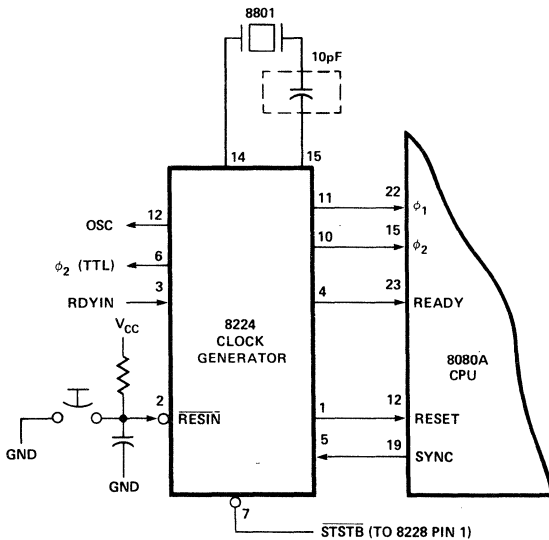 8801
10pF
14
15
11
22
ϕ1
12
OSC
10
15
ϕ2
6
ϕ2 (TTL)
3
RDYIN
4
23
READY
VCC
8224
CLOCK
GENERATOR
8080A
CPU
2
RESIN
1
12
RESET
GND
5
19
SYNC
GND
7
STSTB (TO 8228 PIN 1)